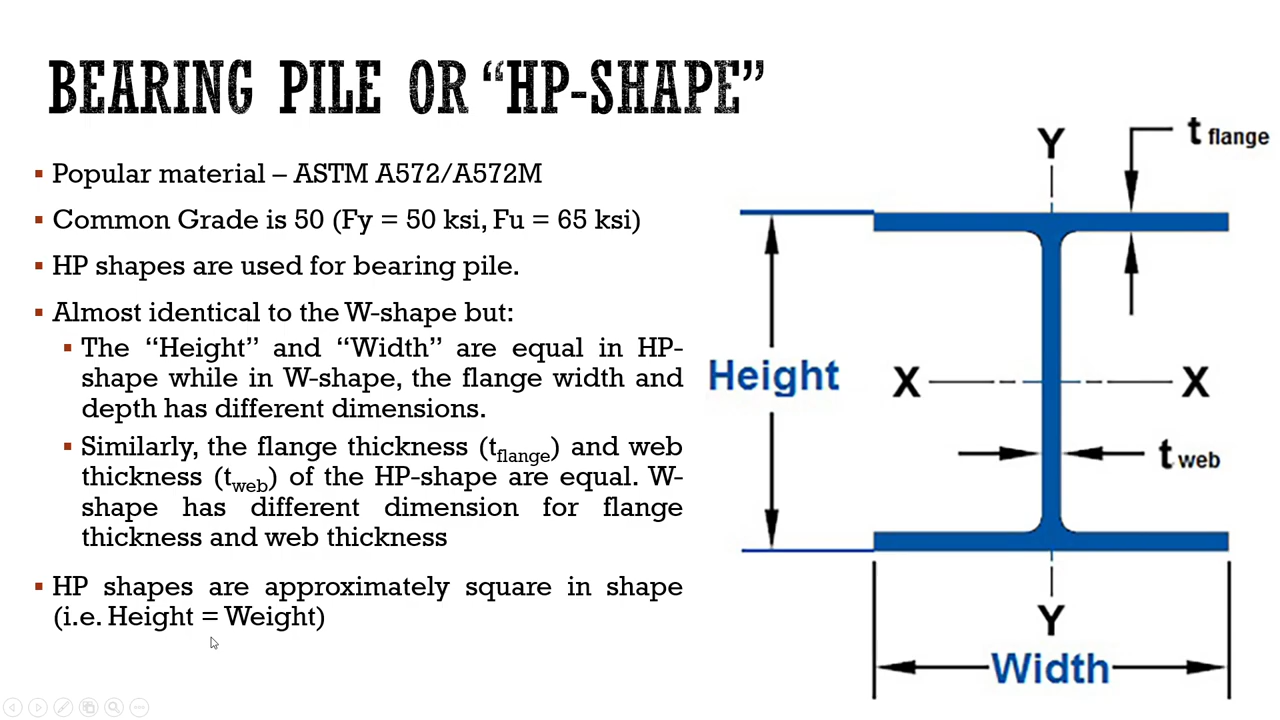 BEARING PILE OR “HP-SHAPE”
▪ Popular material – ASTM A572/A572M
▪ Common Grade is 50 (Fy = 50 ksi, Fu = 65 ksi)
▪ HP shapes are used for bearing pile.
▪ Almost identical to the W-shape but:
▪ The “Height” and “Width” are equal in HP-
shape while in W-shape, the flange width and
depth has different dimensions.
▪ Similarly, the flange thickness (tflange) and web
thickness (tweb) of the HP-shape are equal. W-
shape has different dimension for flange
thickness and web thickness
▪ HP shapes are approximately square in shape
(i.e. Height = Weight)
Y
t flange
Height
X
X
t web
Y
Width